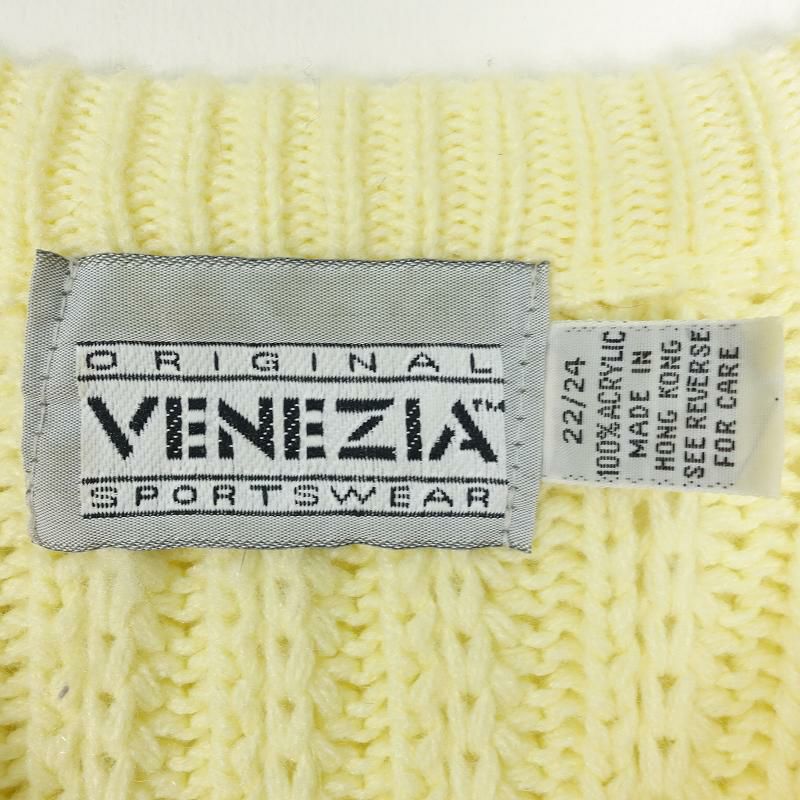 ORIGINAL
VENEZIA™
SPORTSWEAR
22/24
100% ACRYLIC
MADE IN
HONG KONG
SEE REVERSE
FOR CARE